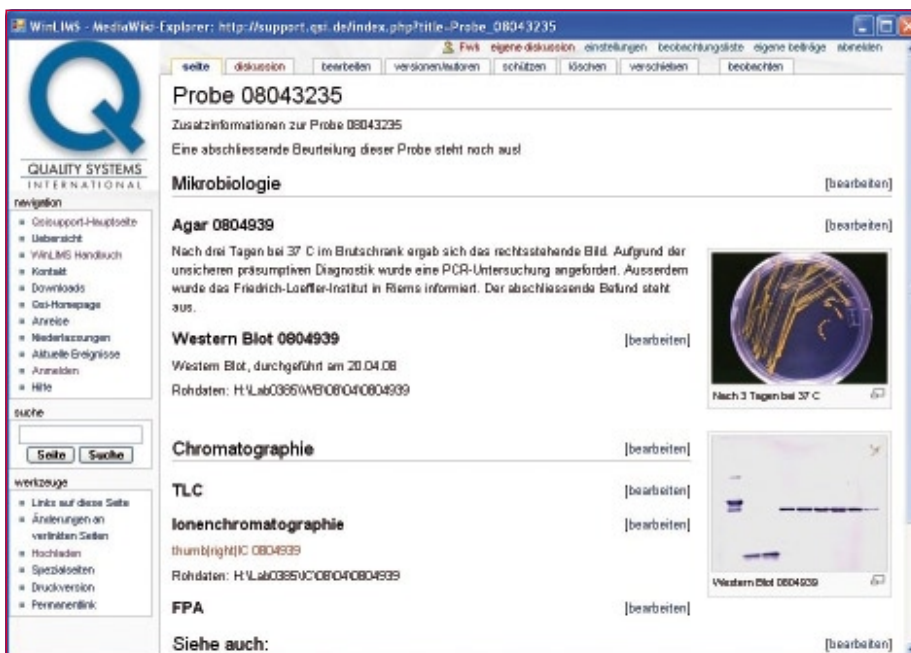 WinLIMS - MediaWiki-Explorer: http://support.qsi.de/index.php?title=Probe_08043235
Fw8 eigene diskussion einstellungen beobachtungsliste eigene beiträge abmelden
seite diskussion bearbeiten versionen/autoren schützen löschen verschieben beobachten
QUALITY SYSTEMS
INTERNATIONAL
navigation
Qsisupport-Hauptseite
Uebersicht
WinLIMS Handbuch
Kontakt
Downloads
Qsi-Homepage
Anreise
Niederlassungen
Aktuelle Ereignisse
Anmelden
Hilfe
suche
Seite Suche
werkzeuge
Links auf diese Seite
Änderungen an
verlinkten Seiten
Hochladen
Spezialseiten
Druckversion
Permanentlink
Probe 08043235
Zusatzinformationen zur Probe 08043235
Eine abschliessende Beurteilung dieser Probe steht noch aus!
Mikrobiologie [bearbeiten]
Agar 0804939 [bearbeiten]
Nach drei Tagen bei 37 C im Brutschrank ergab sich das rechtsstehende Bild. Aufgrund der
unsicheren präsumptiven Diagnostik wurde eine PCR-Untersuchung angefordert. Ausserdem
wurde das Friedrich-Loeffler-Institut in Riems informiert. Der abschliessende Befund steht
aus.
Nach 3 Tagen bei 37 C
Western Blot 0804939 [bearbeiten]
Western Blot, durchgeführt am 20.04.08
Rohdaten: H:\Lab0385\WB\08\04\0804939
Chromatographie [bearbeiten]
TLC [bearbeiten]
Ionenchromatographie [bearbeiten]
thumb|right|IC 0804939
Rohdaten: H:\Lab0385\IC\08\04\0804939
Western Blot 0804939
FPA [bearbeiten]
Siehe auch: [bearbeiten]